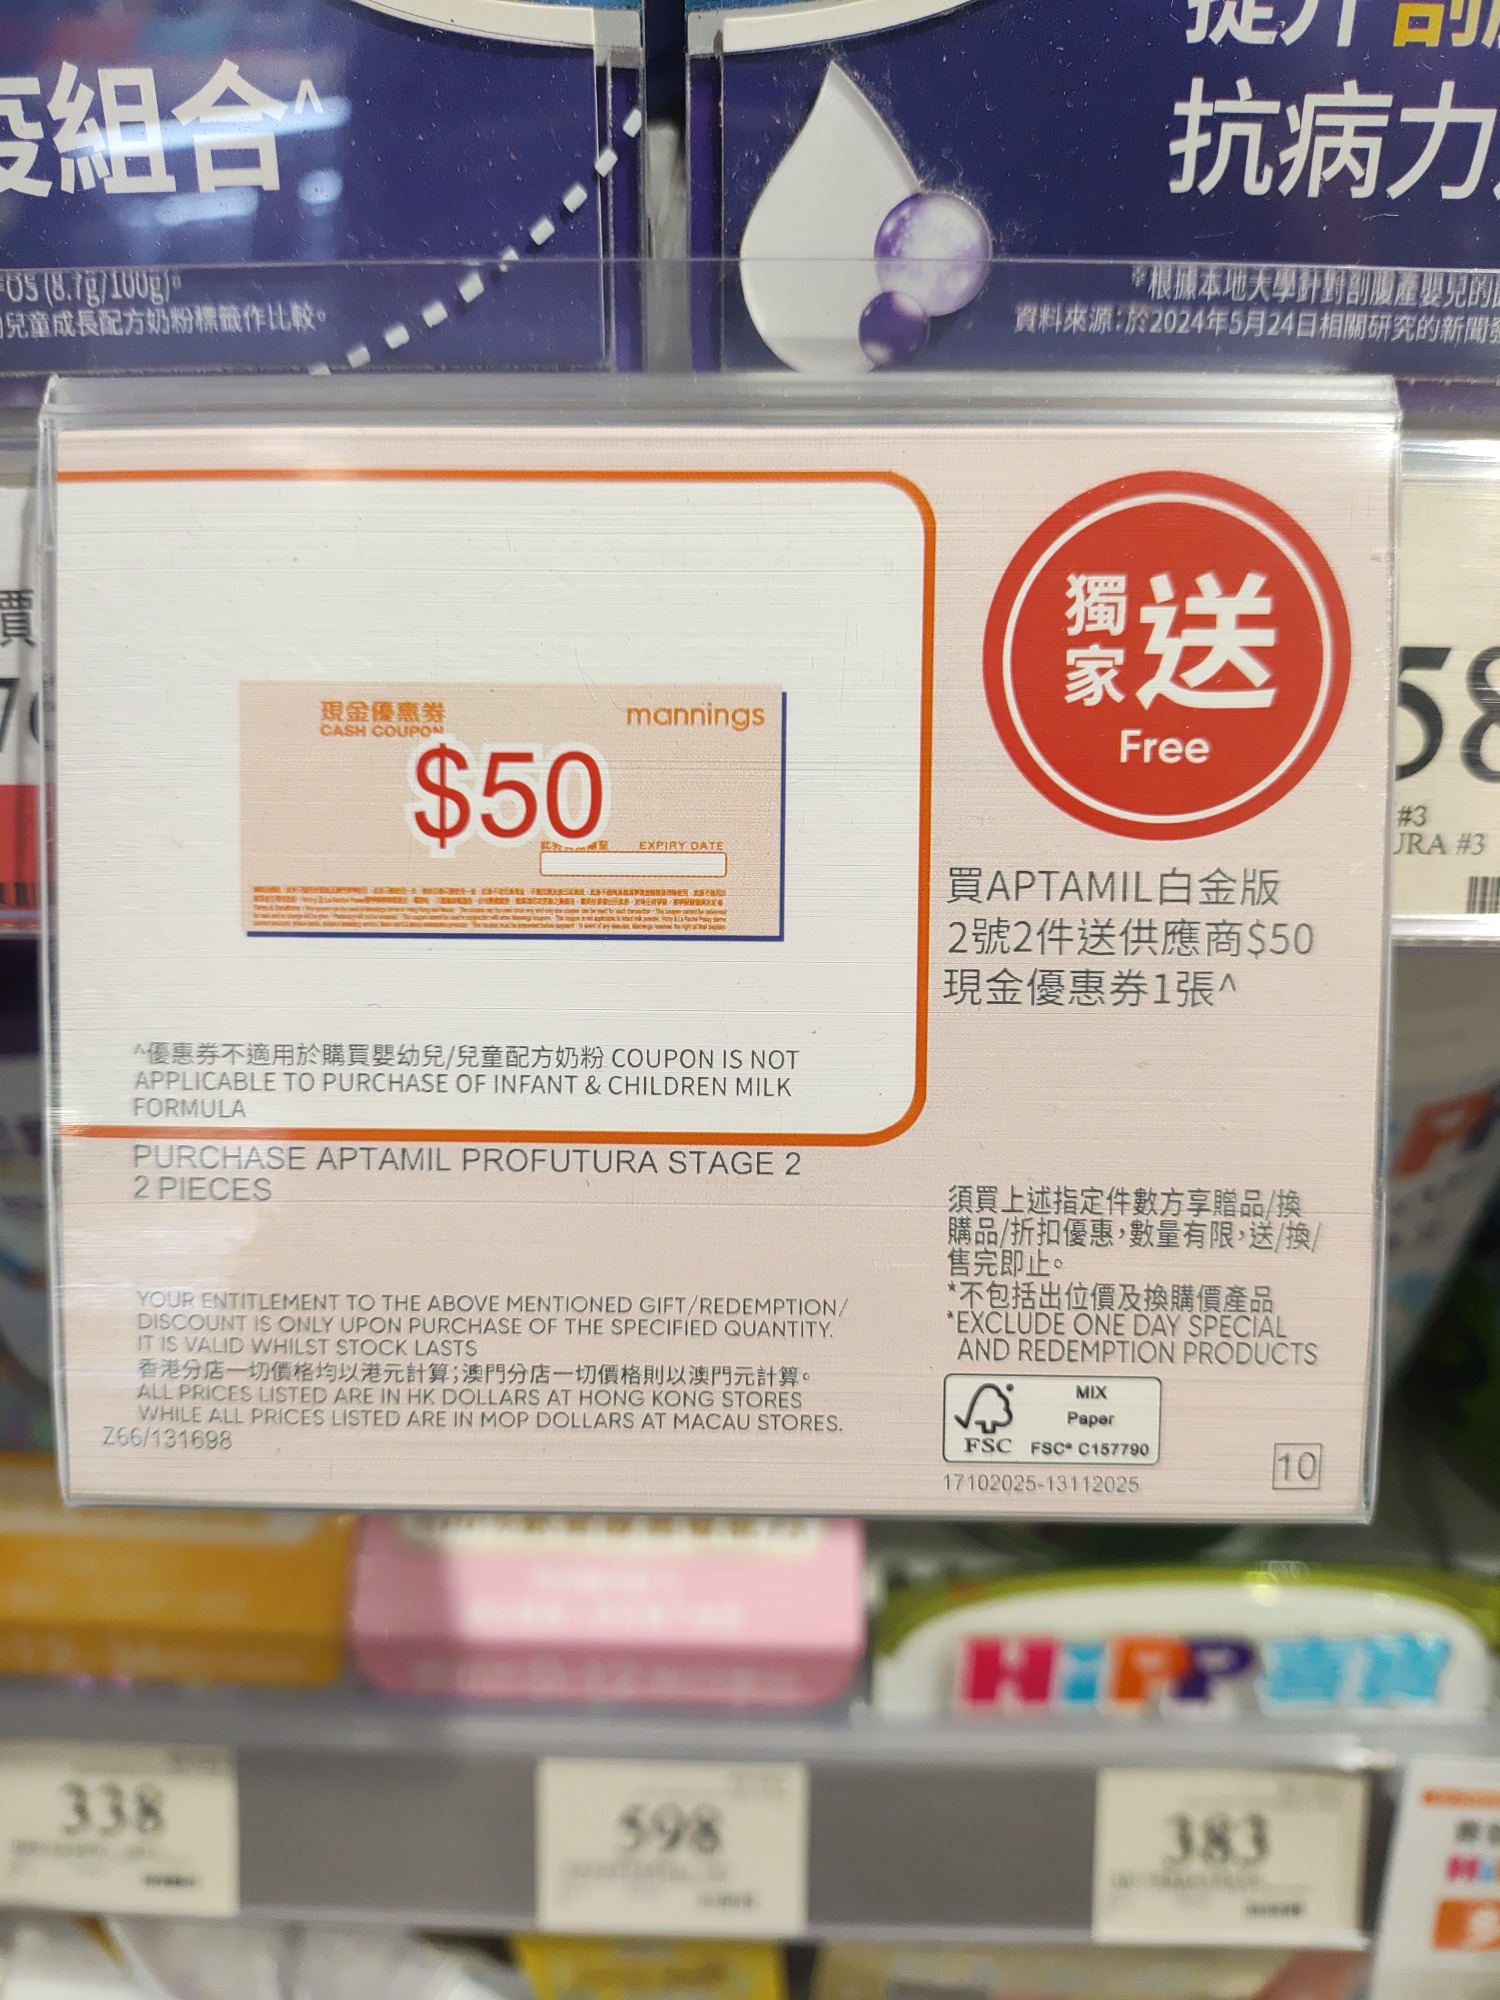 組合^
提升
抗病力
(8.7g/100g)
兒童成長配方奶粉標籤作比較。
根據本地大學針對剖腹產嬰兒的
資料來源:於2024年5月24日相關研究的新聞
現金優惠券
CASH COUPON
mannings
$50
EXPIRY DATE
獨家送
Free
買APTAMIL白金版
2號2件送供應商$50
現金優惠券1張^
^優惠券不適用於購買嬰幼兒/兒童配方奶粉 COUPON IS NOT
APPLICABLE TO PURCHASE OF INFANT & CHILDREN MILK
FORMULA
PURCHASE APTAMIL PROFUTURA STAGE 2
2 PIECES
須買上述指定件數方享贈品/換
購品/折扣優惠,數量有限,送/換/
售完即止。
*不包括出位價及換購價產品
*EXCLUDE ONE DAY SPECIAL
AND REDEMPTION PRODUCTS
YOUR ENTITLEMENT TO THE ABOVE MENTIONED GIFT/REDEMPTION/
DISCOUNT IS ONLY UPON PURCHASE OF THE SPECIFIED QUANTITY.
IT IS VALID WHILST STOCK LASTS
香港分店一切價格均以港元計算;澳門分店一切價格則以澳門元計算。
ALL PRICES LISTED ARE IN HK DOLLARS AT HONG KONG STORES
WHILE ALL PRICES LISTED ARE IN MOP DOLLARS AT MACAU STORES.
Z66/131698
FSC
MIX
Paper
FSC® C157790
17102025-13112025
10
58
#3
URA #3
HiPP
338
598
383